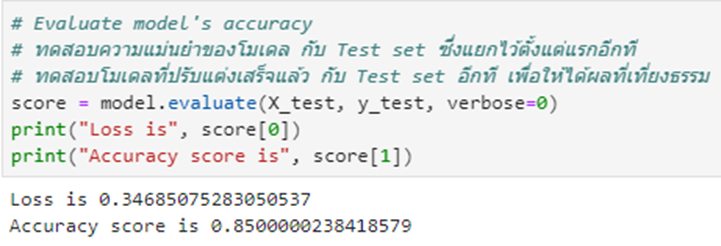 # Evaluate model's accuracy
# ทดสอบความแม่นยำของโมเดล กับ Test set ซึ่งแยกไว้ตั้งแต่แรกอีกที
# ทดสอบโมเดลที่ปรับแต่งเสร็จแล้ว กับ Test set อีกที เพื่อให้ได้ผลที่เที่ยงธรรม
score = model.evaluate(X_test, y_test, verbose=0)
print("Loss is", score[0])
print("Accuracy score is", score[1])
Loss is 0.34685075283050537
Accuracy score is 0.8500000238418579